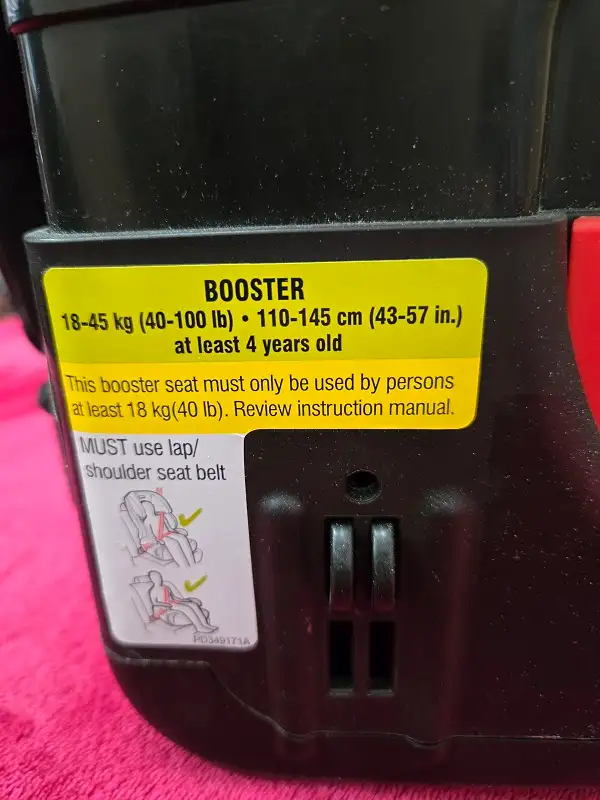 BOOSTER
18-45 kg (40-100 lb) • 110-145 cm (43-57 in.)
at least 4 years old
This booster seat must only be used by persons
at least 18 kg(40 lb). Review instruction manual.
MUST use lap/
shoulder seat belt
PD349171A